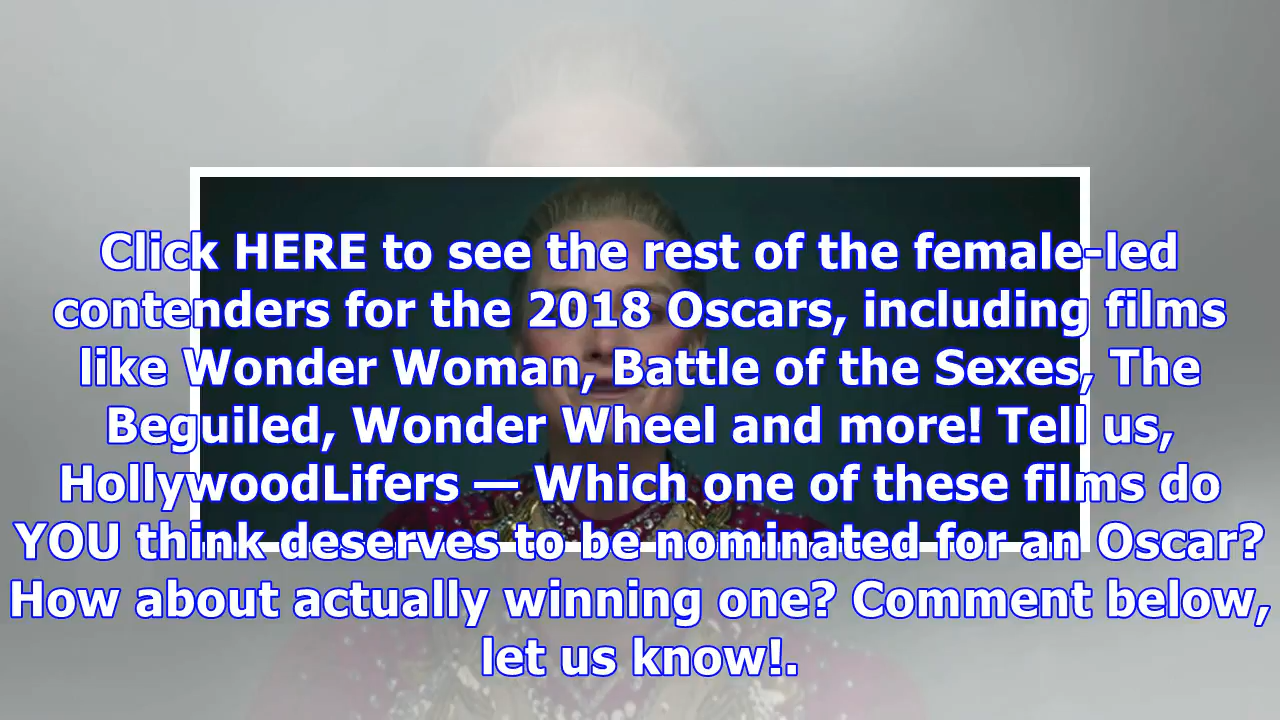 Click HERE to see the rest of the female-led
contenders for the 2018 Oscars, including films
like Wonder Woman, Battle of the Sexes, The
Beguiled, Wonder Wheel and more! Tell us,
HollywoodLifers — Which one of these films do
YOU think deserves to be nominated for an Oscar?
How about actually winning one? Comment below,
let us know!.